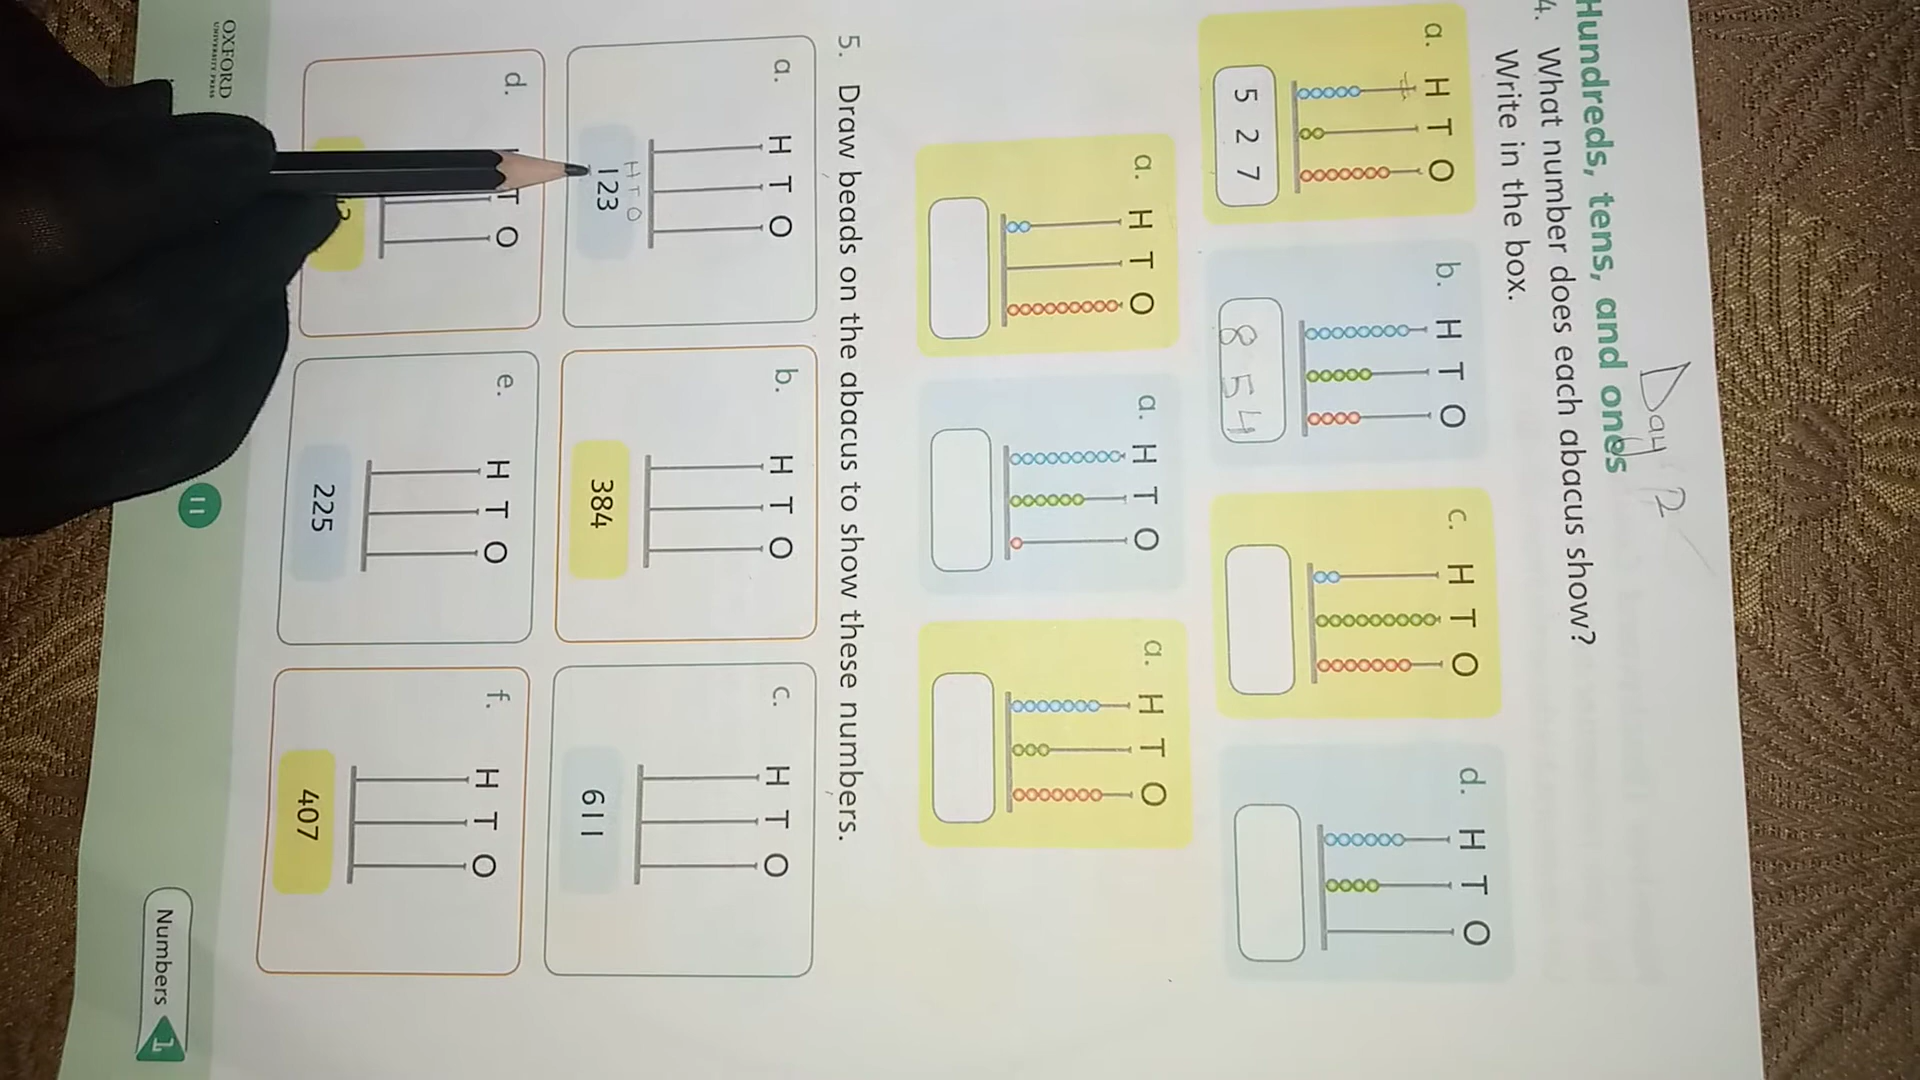 Day 2
Hundreds, tens, and ones
4. What number does each abacus show?
Write in the box.
a. H T O
5 2 7
b. H T O
8 5 4
c. H T O
d. H T O
a. H T O
a. H T O
a. H T O
5. Draw beads on the abacus to show these numbers.
a. H T O
H T O
123
b. H T O
384
c. H T O
611
d. T O
e. H T O
225
f. H T O
407
OXFORD
UNIVERSITY PRESS
11
Numbers 1